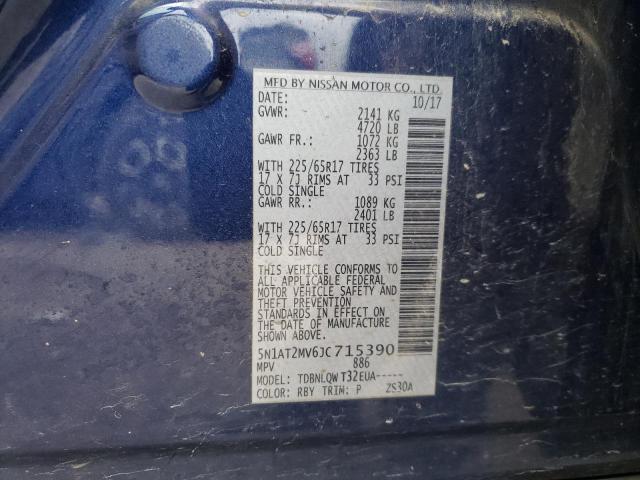 MFD BY NISSAN MOTOR CO., LTD.
DATE: 10/17
GVWR: 2141 KG
4720 LB
GAWR FR.: 1072 KG
2363 LB
WITH 225/65R17 TIRES
17 X 7J RIMS AT 33 PSI
COLD SINGLE
GAWR RR.: 1089 KG
2401 LB
WITH 225/65R17 TIRES
17 X 7J RIMS AT 33 PSI
COLD SINGLE
THIS VEHICLE CONFORMS TO
ALL APPLICABLE FEDERAL
MOTOR VEHICLE SAFETY AND
THEFT PREVENTION
STANDARDS IN EFFECT ON
THE DATE OF MANUFACTURE
SHOWN ABOVE.
5N1AT2MV6JC715390
MPV 886
MODEL: TDBNLQW T32EUA-----
COLOR: RBY TRIM: P ZS30A